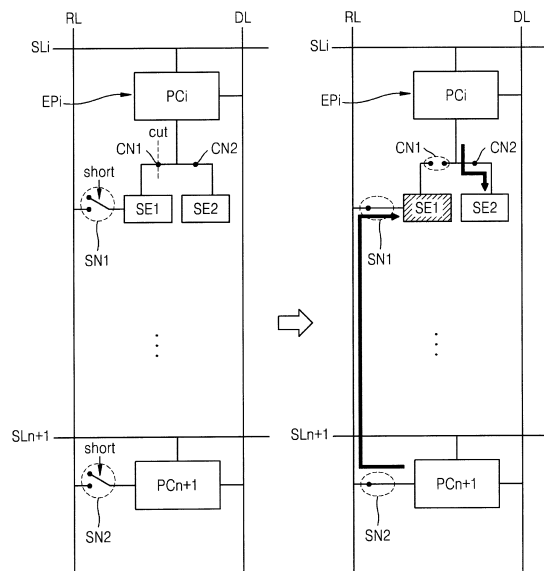 RL DL RL DL
SLi SLi
PCi PCi
EPi EPi
cut
CN1 CN2 CN1 CN2
short
SE1 SE2 SE1 SE2
SN1 SN1
SLn+1 SLn+1
short
PCn+1 PCn+1
SN2 SN2